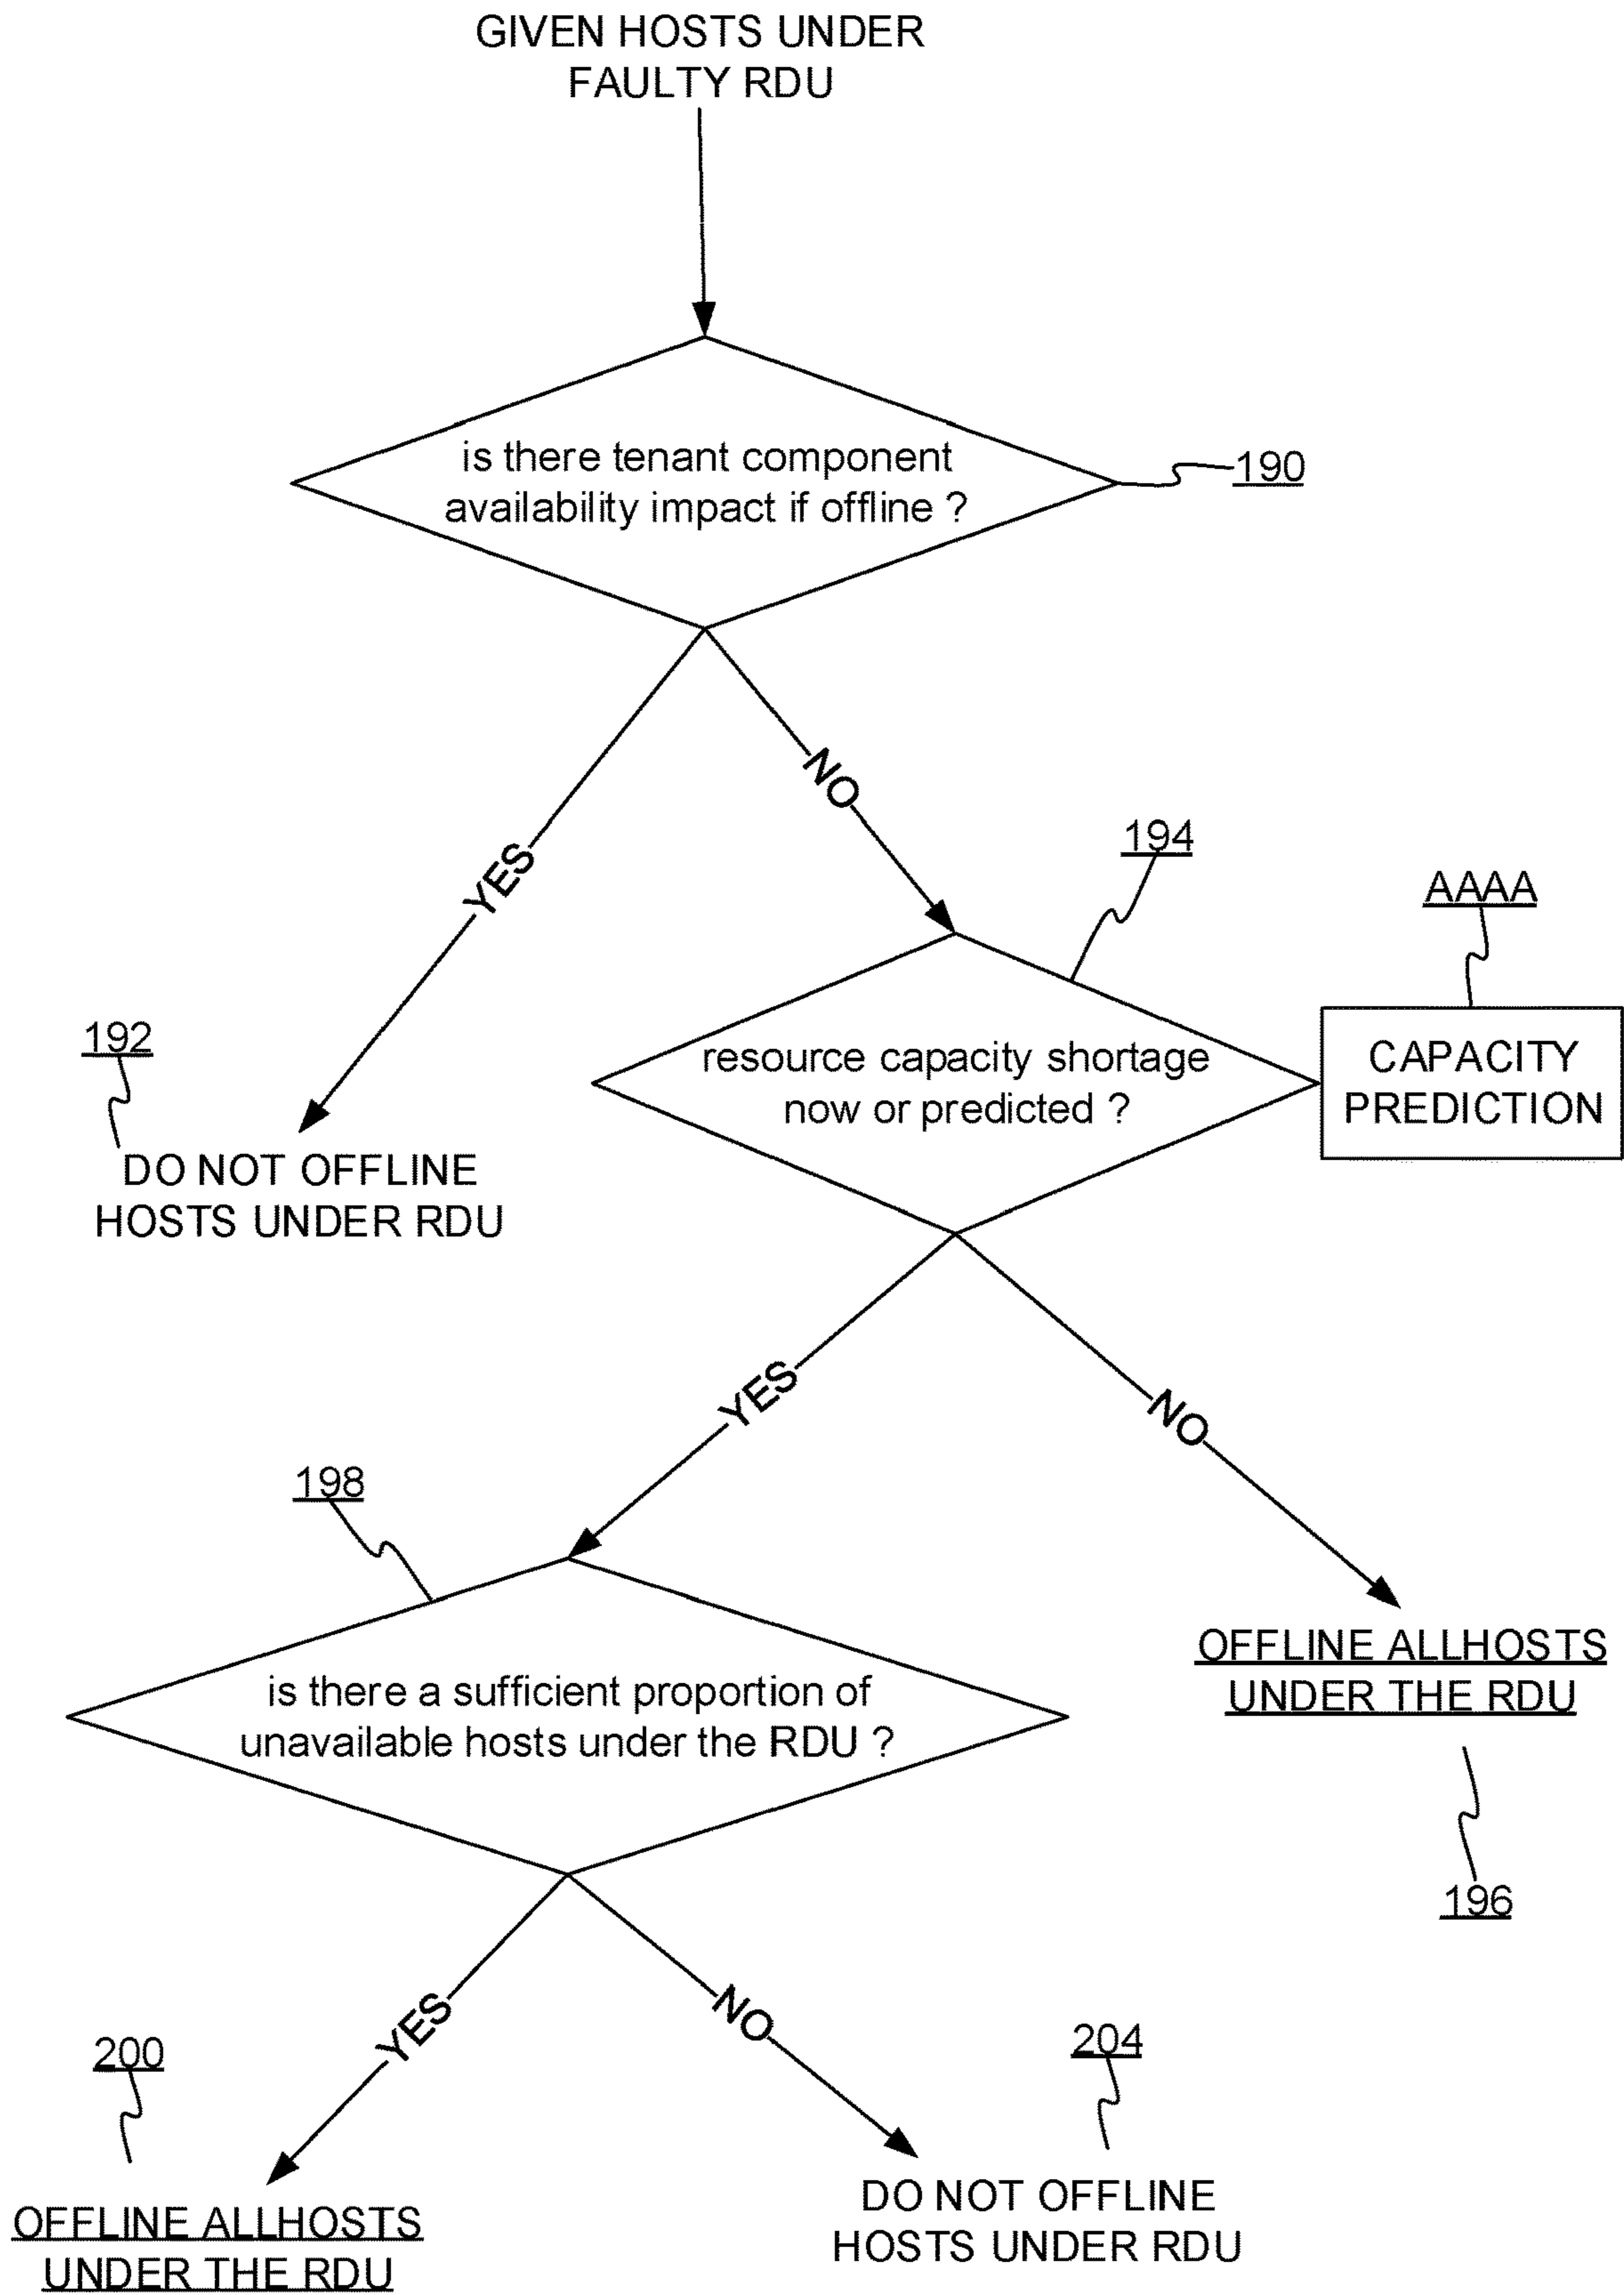 GIVEN HOSTS UNDER
FAULTY RDU
is there tenant component
availability impact if offline ?
190
NO
YES
194
AAAA
192
DO NOT OFFLINE
HOSTS UNDER RDU
resource capacity shortage
now or predicted ?
CAPACITY
PREDICTION
YES
NO
198
is there a sufficient proportion of
unavailable hosts under the RDU ?
OFFLINE ALLHOSTS
UNDER THE RDU
196
YES
NO
200
204
OFFLINE ALLHOSTS
UNDER THE RDU
DO NOT OFFLINE
HOSTS UNDER RDU